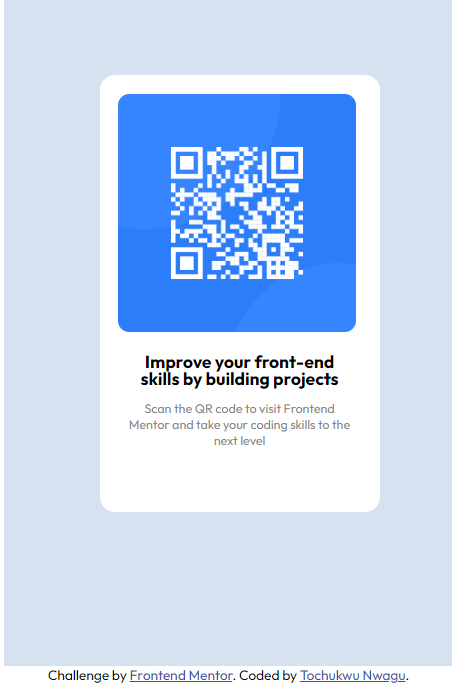 Improve your front-end
skills by building projects
Scan the QR code to visit Frontend
Mentor and take your coding skills to the
next level
Challenge by Frontend Mentor. Coded by Tochukwu Nwagu.